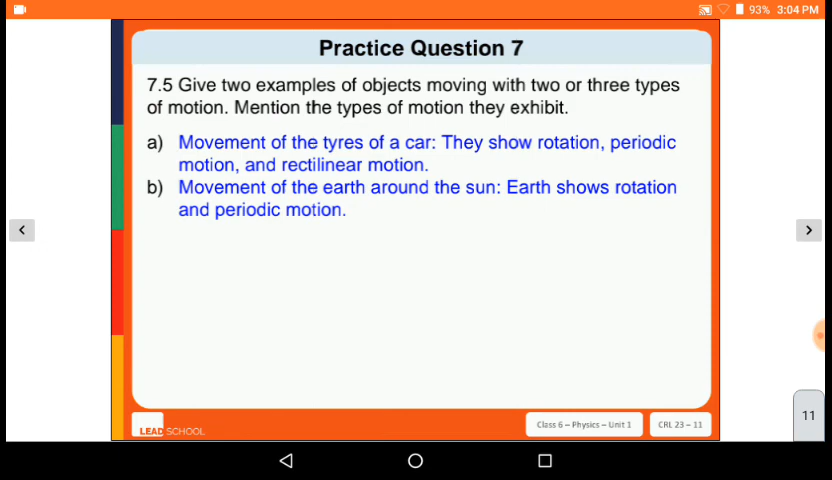 93% 3:04 PM
Practice Question 7
7.5 Give two examples of objects moving with two or three types
of motion. Mention the types of motion they exhibit.
a) Movement of the tyres of a car: They show rotation, periodic
motion, and rectilinear motion.
b) Movement of the earth around the sun: Earth shows rotation
and periodic motion.
11
LEAD SCHOOL
Class 6 – Physics – Unit 1
CRL 23 – 11